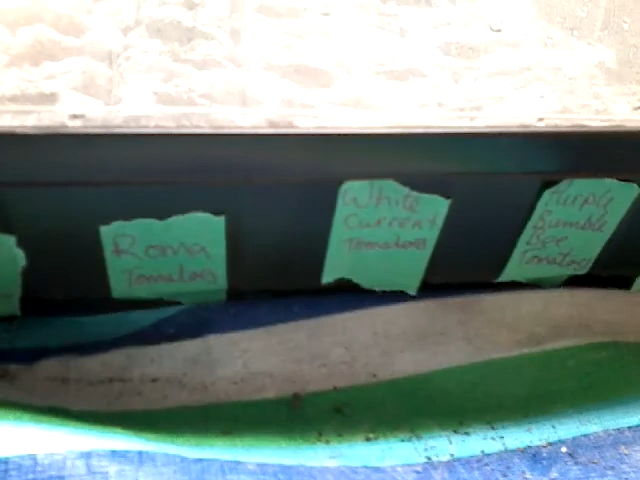 Roma
Tomatoes
White
Current
Tomatoes
Purple
Bumble
Bee
Tomatoes